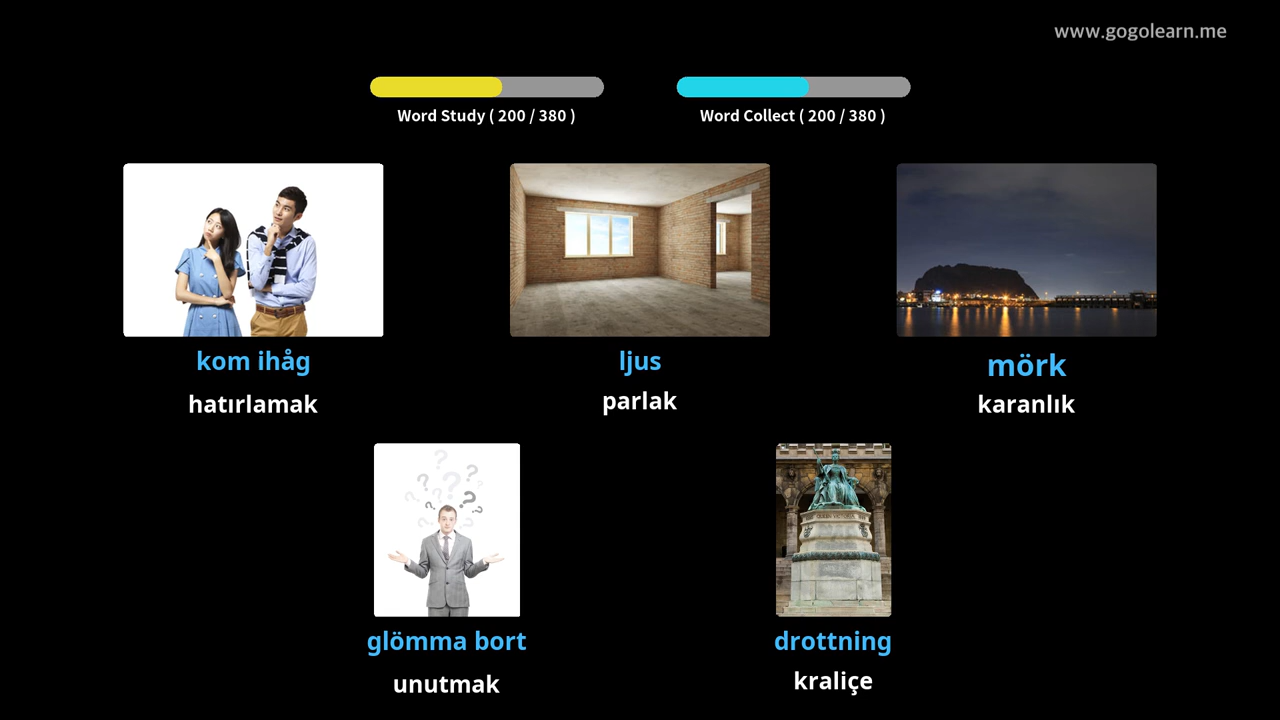 www.gogolearn.me
Word Study ( 200 / 380 )
Word Collect ( 200 / 380 )
kom ihåg
ljus
mörk
hatırlamak
parlak
karanlık
glömma bort
drottning
unutmak
kraliçe